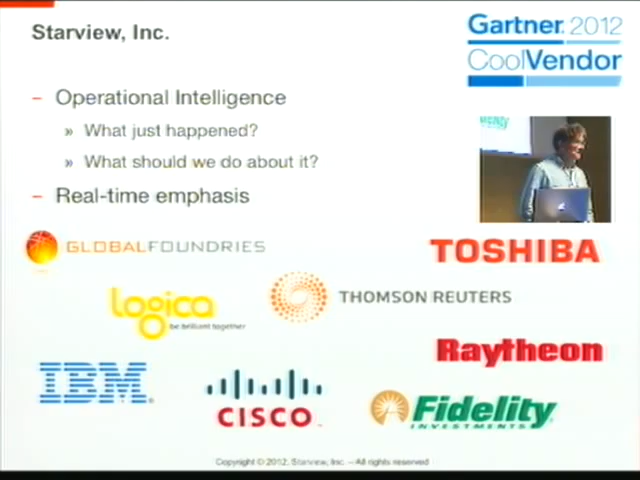 Starview, Inc.
Gartner 2012
CoolVendor
– Operational Intelligence
» What just happened?
» What should we do about it?
– Real-time emphasis
GLOBALFOUNDRIES
TOSHIBA
logica
be brilliant together
THOMSON REUTERS
Raytheon
IBM®
CISCO™
Fidelity
INVESTMENTS®
Copyright © 2012, Starview, Inc. – All rights reserved